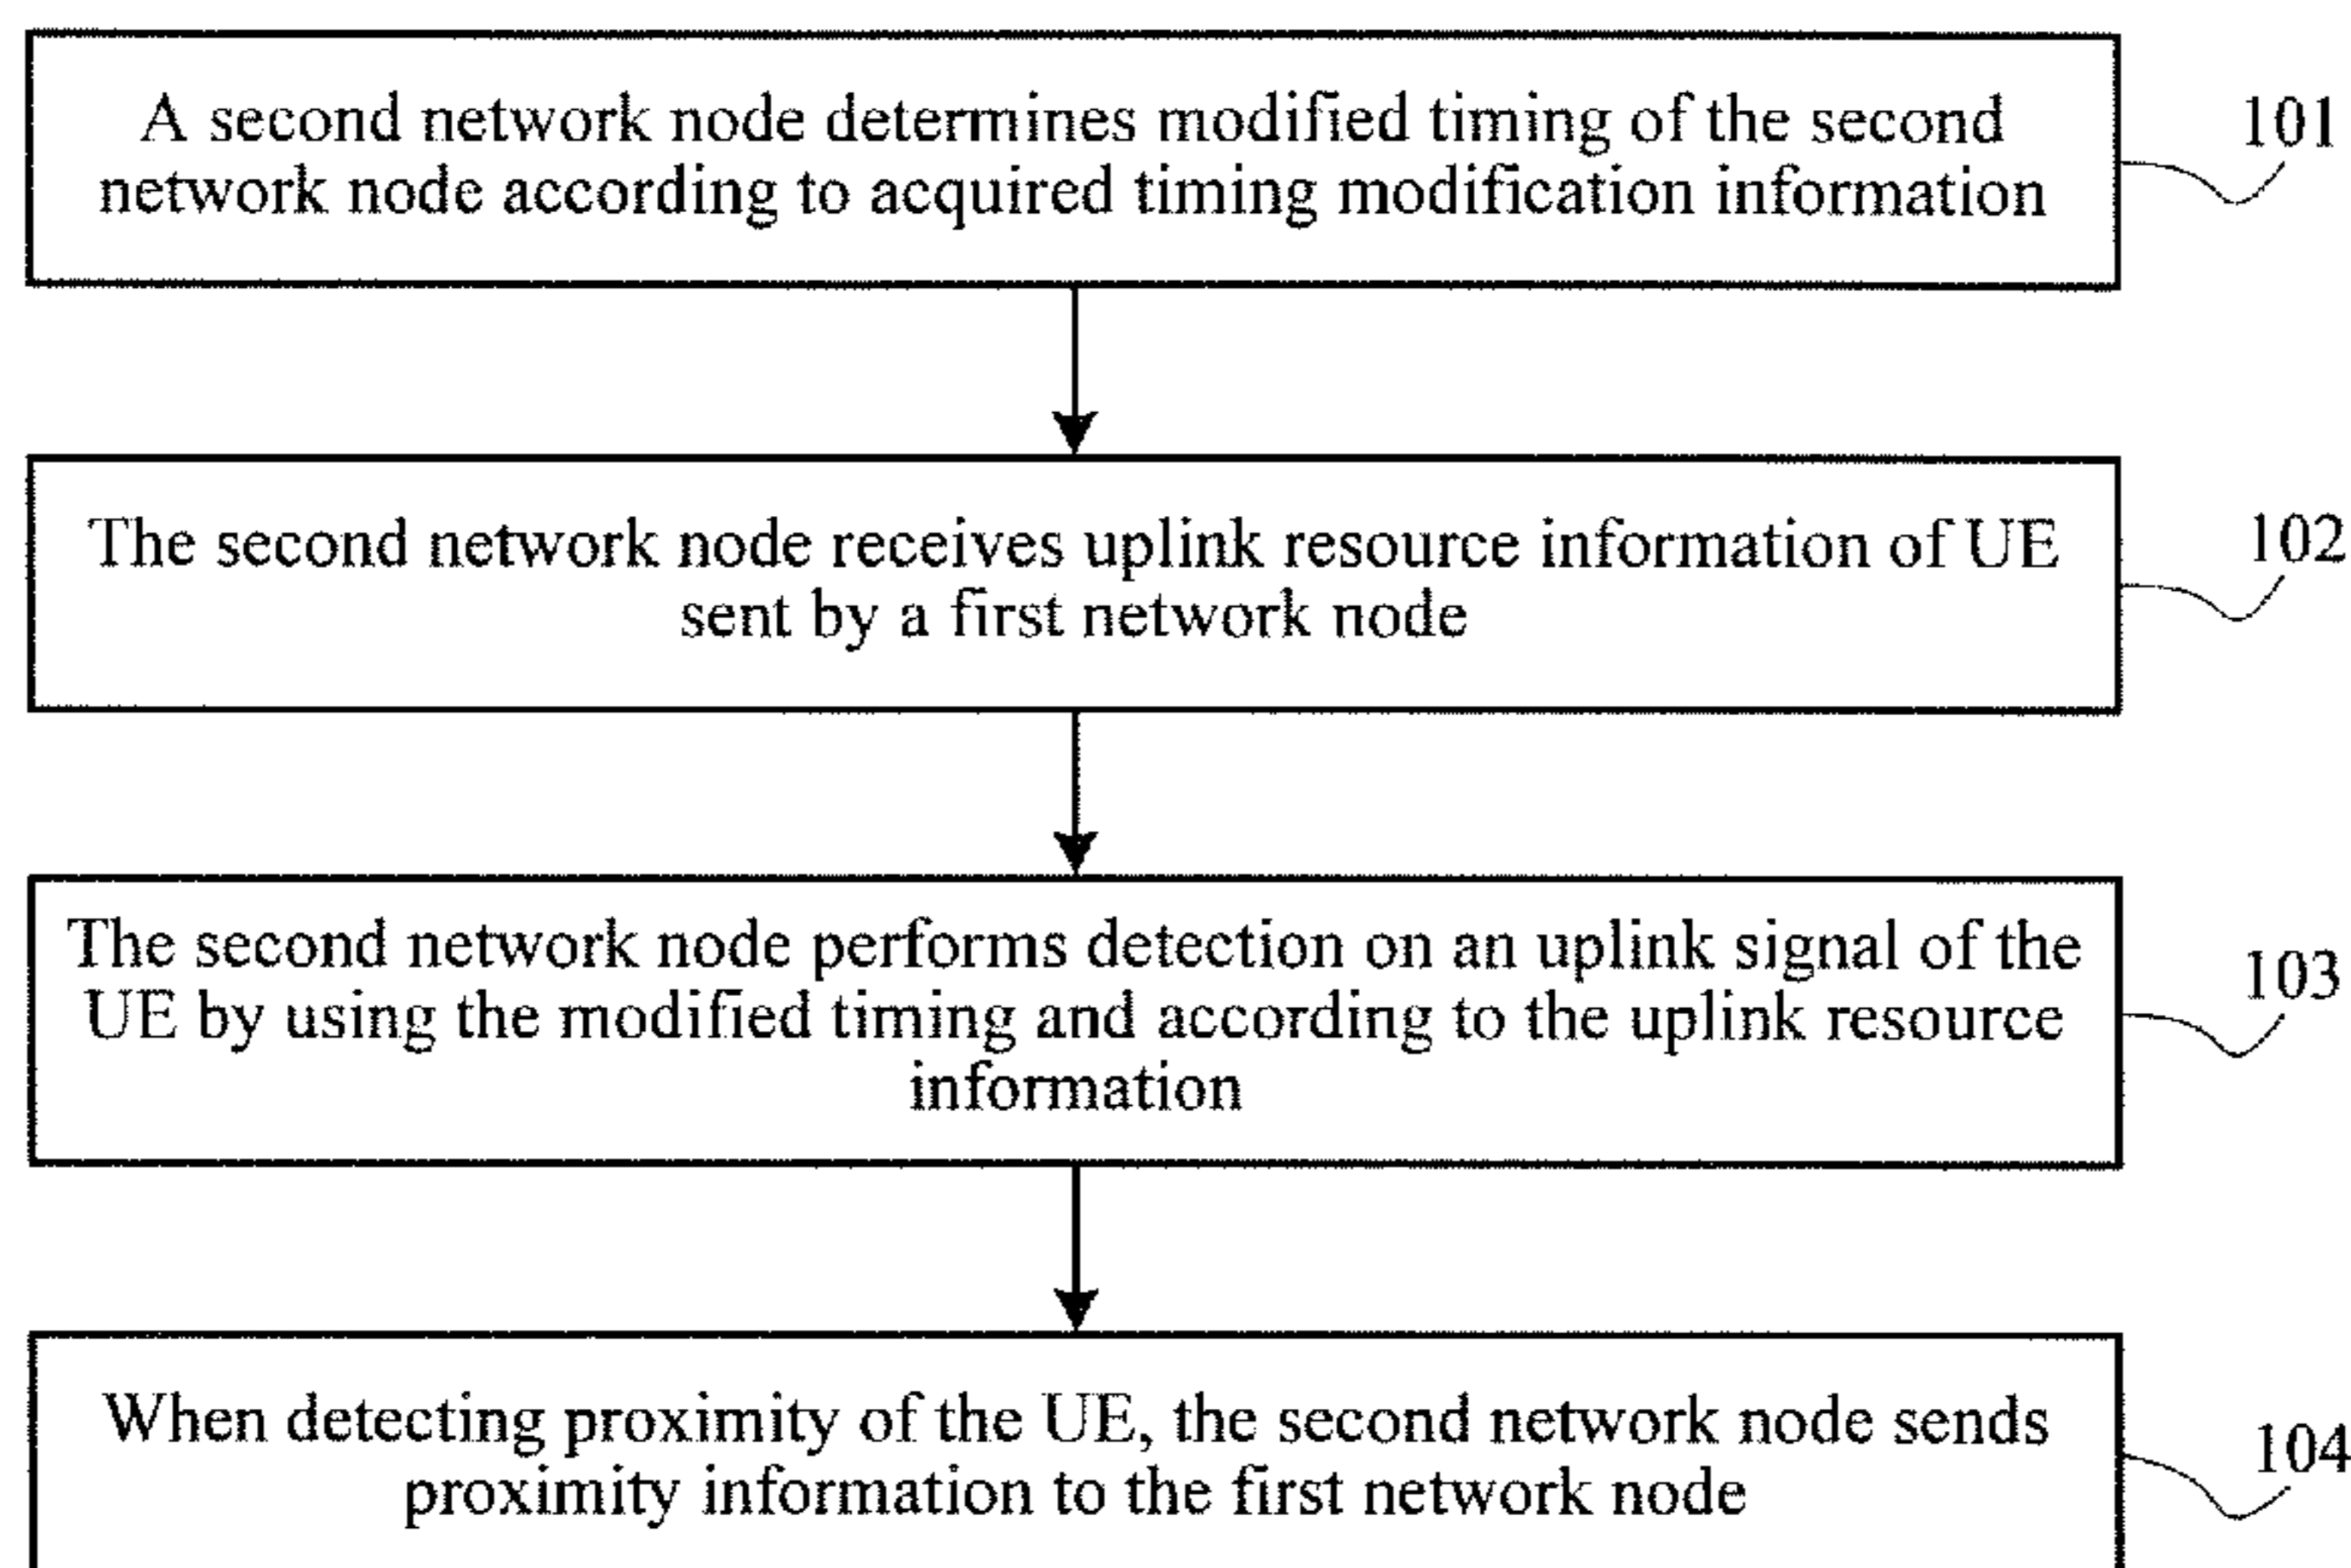 A second network node determines modified timing of the second
network node according to acquired timing modification information
101
The second network node receives uplink resource information of UE
sent by a first network node
102
The second network node performs detection on an uplink signal of the
UE by using the modified timing and according to the uplink resource
information
103
When detecting proximity of the UE, the second network node sends
proximity information to the first network node
104